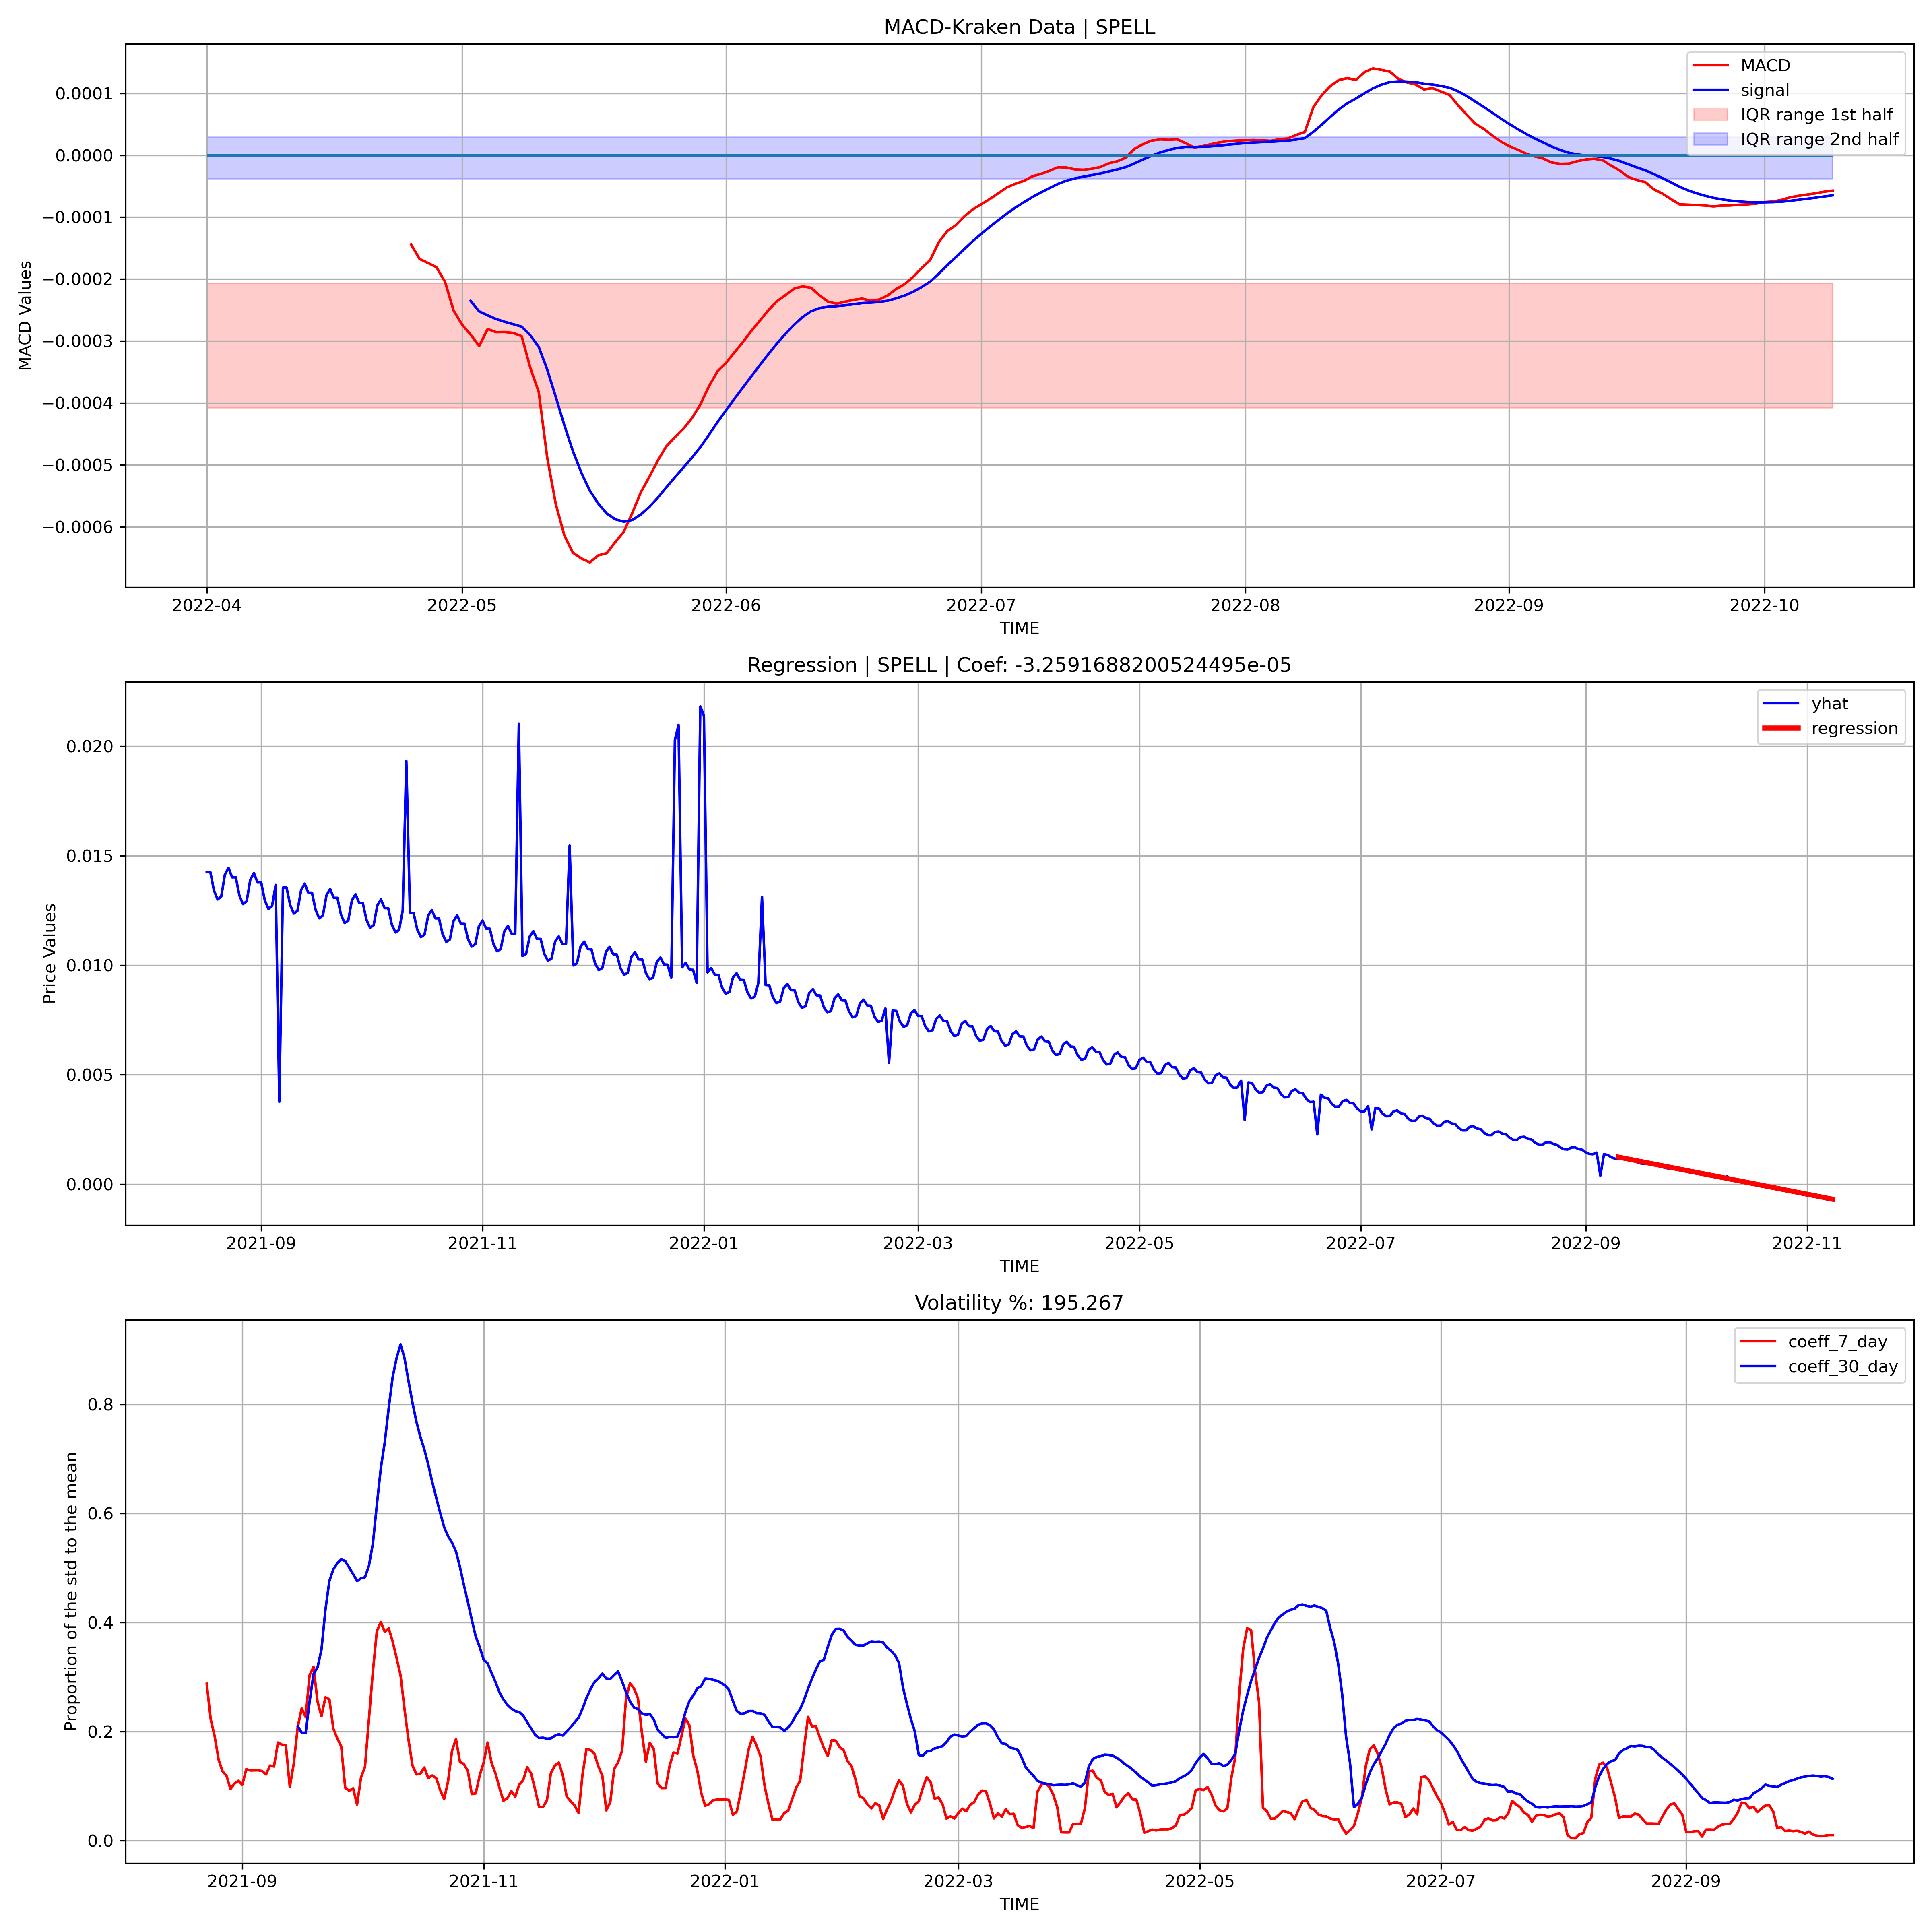 MACD-Kraken Data | SPELL
MACD
signal
IQR range 1st half
IQR range 2nd half
0.0001
0.0000
−0.0001
−0.0002
−0.0003
−0.0004
−0.0005
−0.0006
MACD Values
2022-04 2022-05 2022-06 2022-07 2022-08 2022-09 2022-10
TIME
Regression | SPELL | Coef: -3.2591688200524495e-05
yhat
regression
0.020
0.015
0.010
0.005
0.000
Price Values
2021-09 2021-11 2022-01 2022-03 2022-05 2022-07 2022-09 2022-11
TIME
Volatility %: 195.267
coeff_7_day
coeff_30_day
0.8
0.6
0.4
0.2
0.0
Proportion of the std to the mean
2021-09 2021-11 2022-01 2022-03 2022-05 2022-07 2022-09
TIME